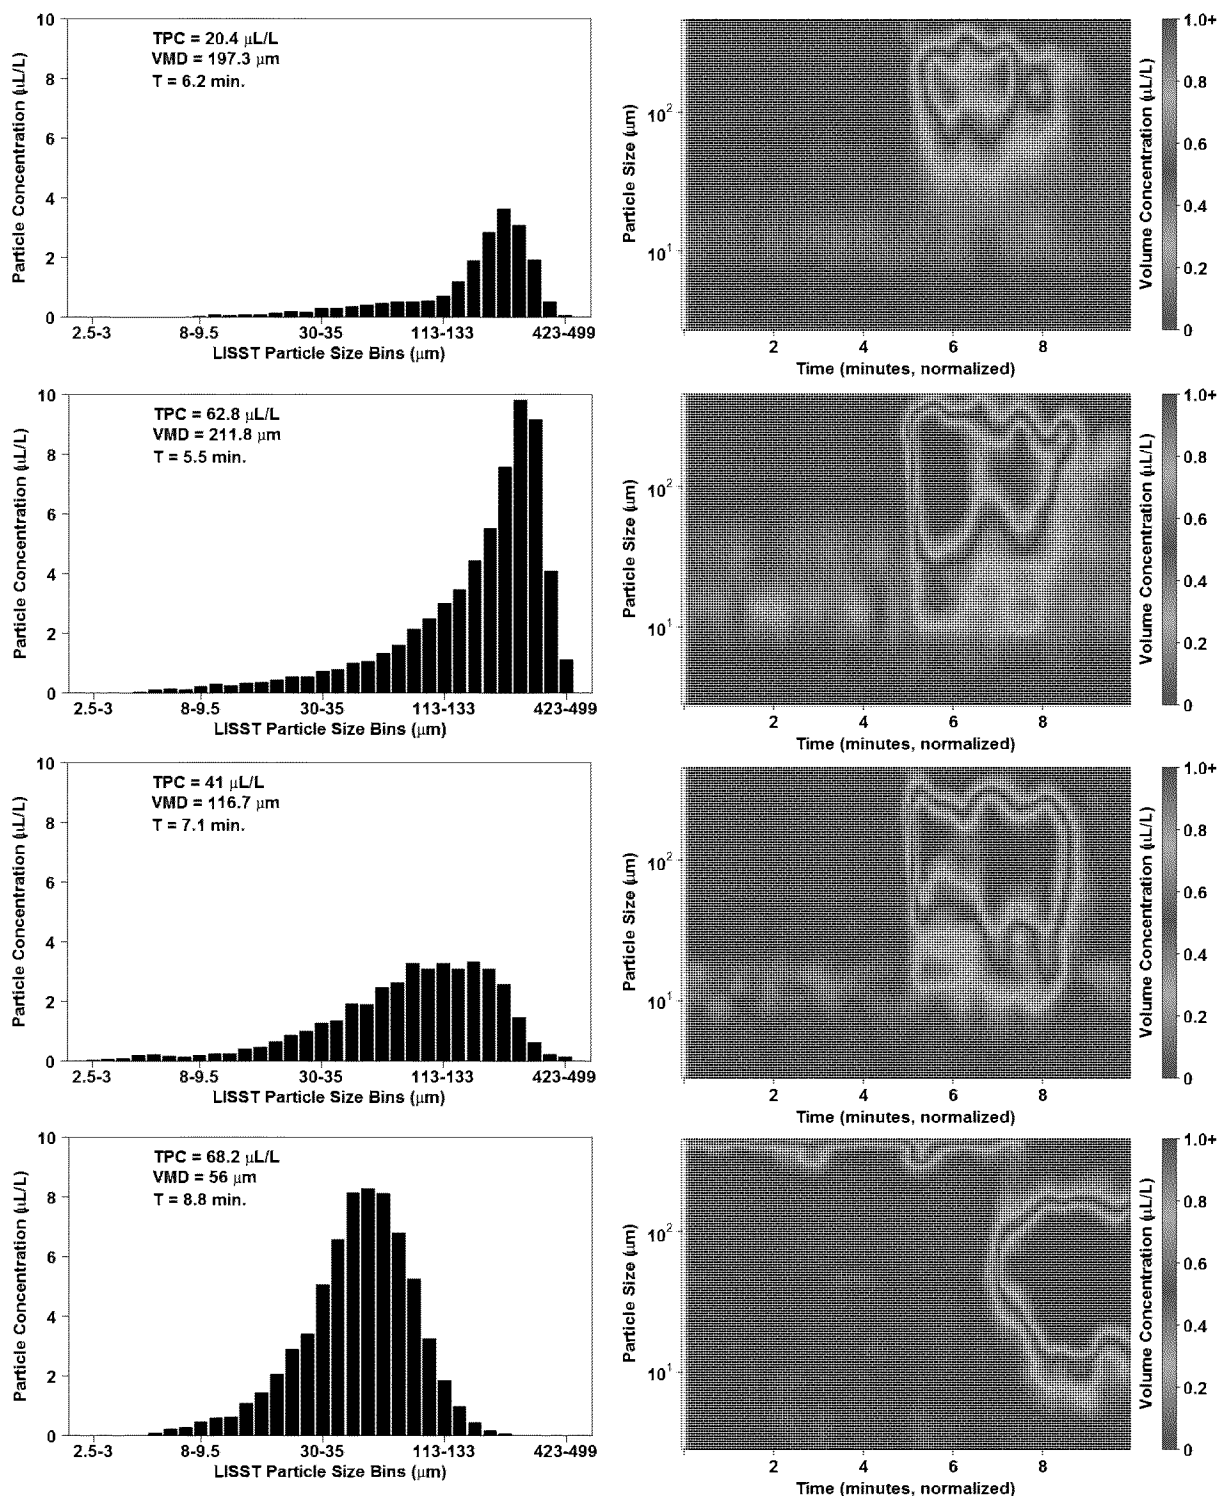 10
8
6
4
2
0
Particle Concentration (μL/L)
TPC = 20.4 μL/L
VMD = 197.3 μm
T = 6.2 min.
2.5-3 8-9.5 30-35 113-133 423-499
LISST Particle Size Bins (μm)
Particle Size (μm)
10²
10¹
2 4 6 8
Time (minutes, normalized)
1.0+
0.8
0.6
0.4
0.2
0
Volume Concentration (μL/L)
10
8
6
4
2
0
Particle Concentration (μL/L)
TPC = 62.8 μL/L
VMD = 211.8 μm
T = 5.5 min.
2.5-3 8-9.5 30-35 113-133 423-499
LISST Particle Size Bins (μm)
Particle Size (μm)
10²
10¹
2 4 6 8
Time (minutes, normalized)
1.0+
0.8
0.6
0.4
0.2
0
Volume Concentration (μL/L)
10
8
6
4
2
0
Particle Concentration (μL/L)
TPC = 41 μL/L
VMD = 116.7 μm
T = 7.1 min.
2.5-3 8-9.5 30-35 113-133 423-499
LISST Particle Size Bins (μm)
Particle Size (μm)
10²
10¹
2 4 6 8
Time (minutes, normalized)
1.0+
0.8
0.6
0.4
0.2
0
Volume Concentration (μL/L)
10
8
6
4
2
0
Particle Concentration (μL/L)
TPC = 68.2 μL/L
VMD = 56 μm
T = 8.8 min.
2.5-3 8-9.5 30-35 113-133 423-499
LISST Particle Size Bins (μm)
Particle Size (μm)
10²
10¹
2 4 6 8
Time (minutes, normalized)
1.0+
0.8
0.6
0.4
0.2
0
Volume Concentration (μL/L)